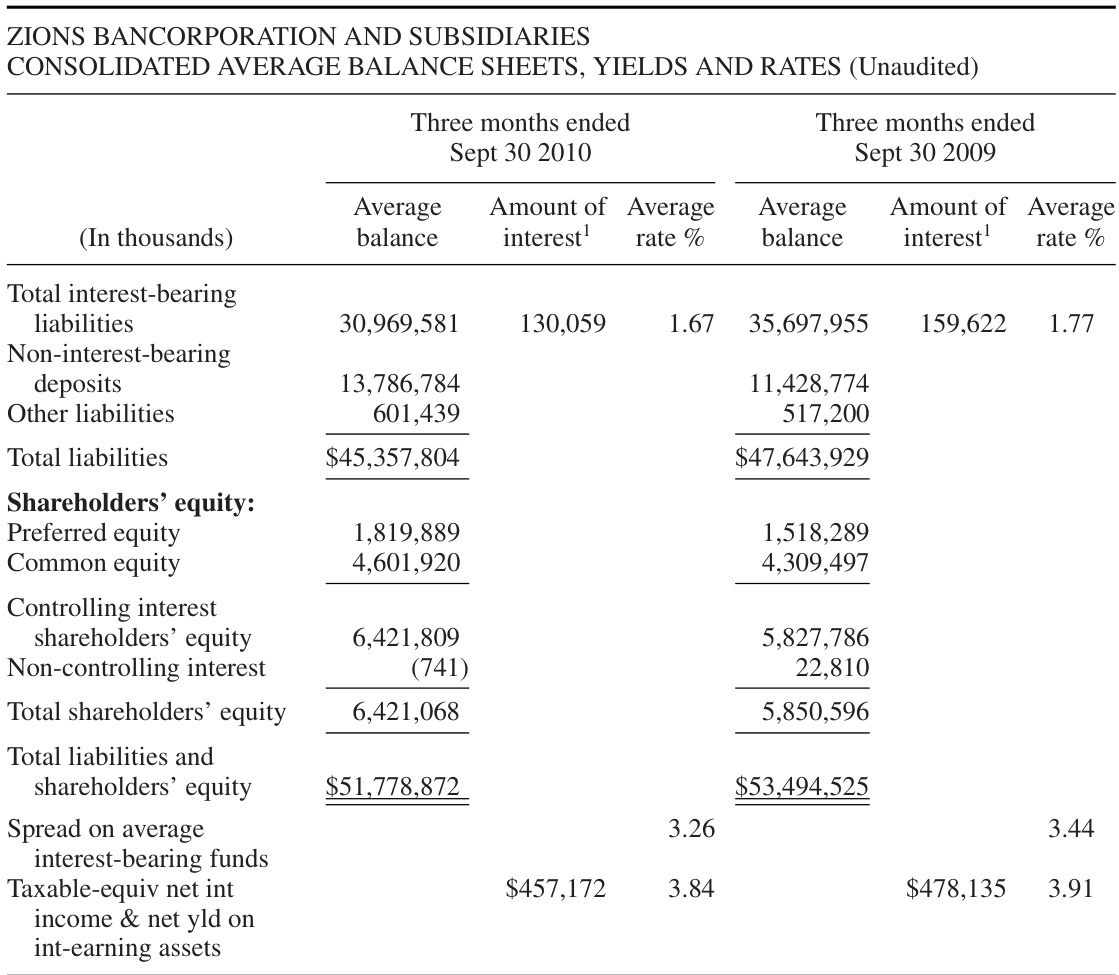 ZIONS BANCORPORATION AND SUBSIDIARIES
CONSOLIDATED AVERAGE BALANCE SHEETS, YIELDS AND RATES (Unaudited)
Three months ended Three months ended
Sept 30 2010 Sept 30 2009
Average Amount of Average Average Amount of Average
(In thousands) balance interest1 rate % balance interest1 rate %
Total interest-bearing
liabilities 30,969,581 130,059 1.67 35,697,955 159,622 1.77
Non-interest-bearing
deposits 13,786,784 11,428,774
Other liabilities 601,439 517,200
Total liabilities $45,357,804 $47,643,929
Shareholders’ equity:
Preferred equity 1,819,889 1,518,289
Common equity 4,601,920 4,309,497
Controlling interest
shareholders’ equity 6,421,809 5,827,786
Non-controlling interest (741) 22,810
Total shareholders’ equity 6,421,068 5,850,596
Total liabilities and
shareholders’ equity $51,778,872 $53,494,525
Spread on average 3.26 3.44
interest-bearing funds
Taxable-equiv net int $457,172 3.84 $478,135 3.91
income & net yld on
int-earning assets